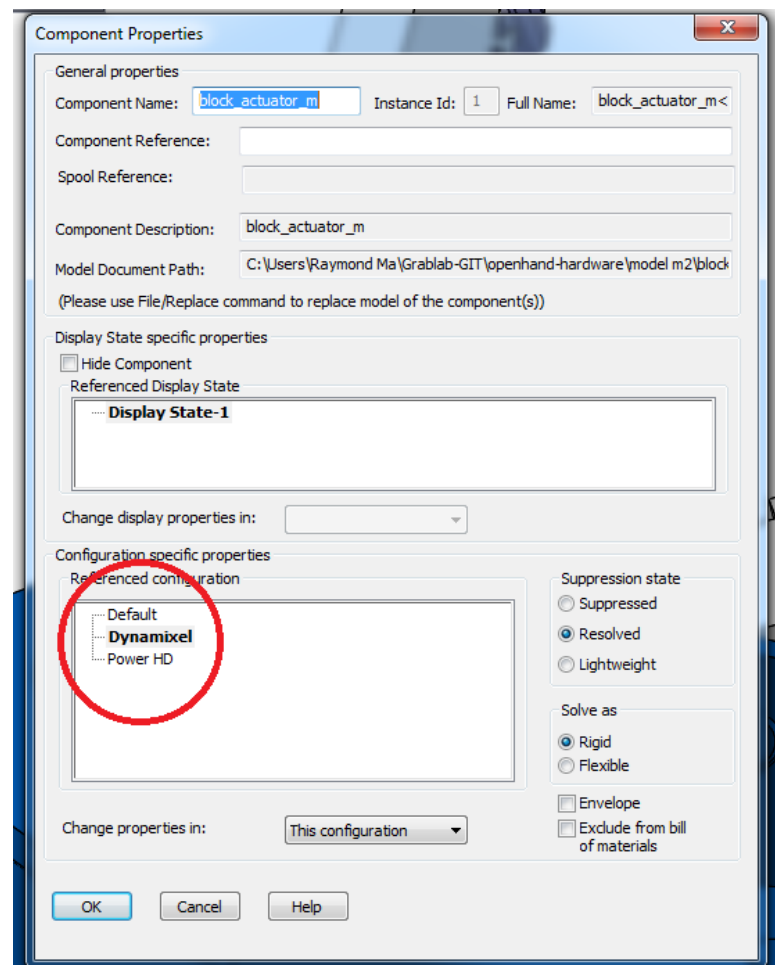 Component Properties
General properties
Component Name: block_actuator_m Instance Id: 1 Full Name: block_actuator_m<
Component Reference:
Spool Reference:
Component Description: block_actuator_m
Model Document Path: C:\Users\Raymond Ma\Grablab-GIT\openhand-hardware\model m2\block
(Please use File/Replace command to replace model of the component(s))
Display State specific properties
Hide Component
Referenced Display State
Display State-1
Change display properties in:
Configuration specific properties
Referenced configuration
Default
Dynamixel
Power HD
Suppression state
Suppressed
Resolved
Lightweight
Solve as
Rigid
Flexible
Envelope
Exclude from bill
of materials
Change properties in: This configuration
OK Cancel Help